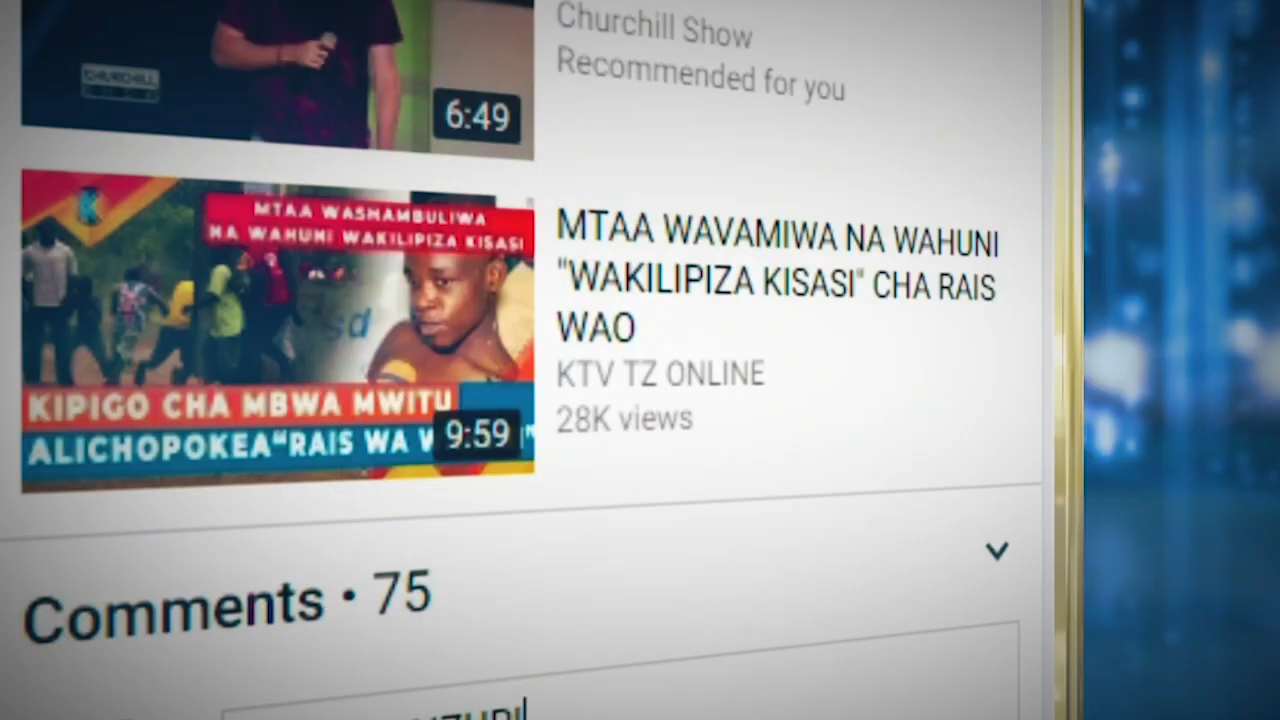 Churchill Show
Recommended for you
CHURCHILL
6:49
MTAA WASHAMBULIWA
NA WAHUNI WAKILIPIZA KISASI
KIPIGO CHA MBWA MWITU
ALICHOPOKEA"RAIS WA
9:59
MTAA WAVAMIWA NA WAHUNI
"WAKILIPIZA KISASI" CHA RAIS
WAO
KTV TZ ONLINE
28K views
Comments • 75